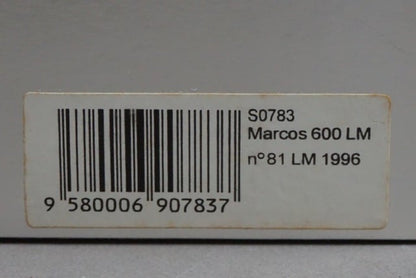 S0783
Marcos 600 LM
n°81 LM 1996
9 580006 907837